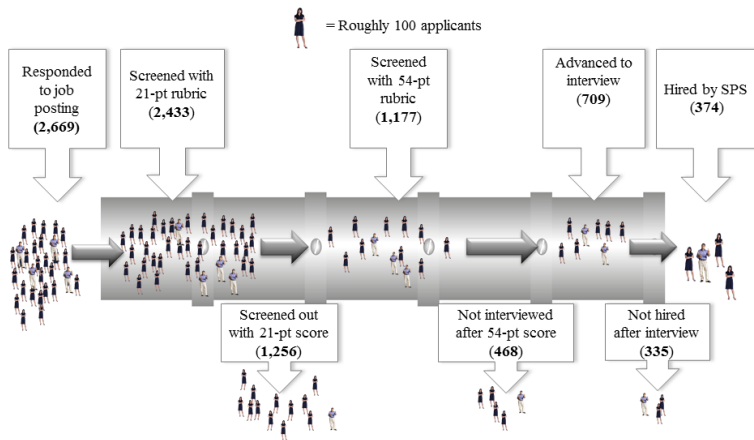 = Roughly 100 applicants
Responded
to job
posting
(2,669)
Screened with
21-pt rubric
(2,433)
Screened
with 54-pt
rubric
(1,177)
Advanced to
interview
(709)
Hired by SPS
(374)
Screened out
with 21-pt score
(1,256)
Not interviewed
after 54-pt score
(468)
Not hired
after interview
(335)